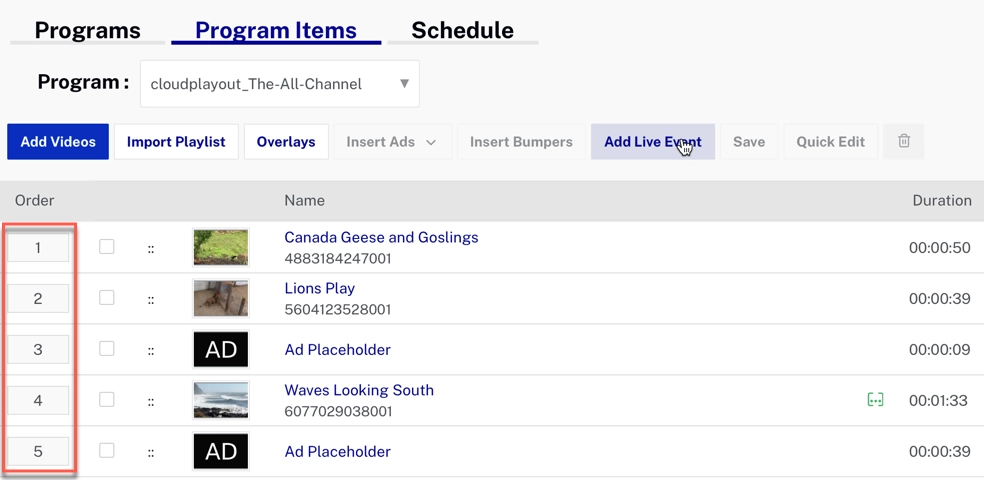 Programs Program Items Schedule
Program : cloudplayout_The-All-Channel
Add Videos Import Playlist Overlays Insert Ads Insert Bumpers Add Live Event Save Quick Edit
Order Name Duration
1 Canada Geese and Goslings 00:00:50
4883184247001
2 Lions Play 00:00:39
5604123528001
3 AD Ad Placeholder 00:00:09
4 Waves Looking South 00:01:33
6077029038001
5 AD Ad Placeholder 00:00:39